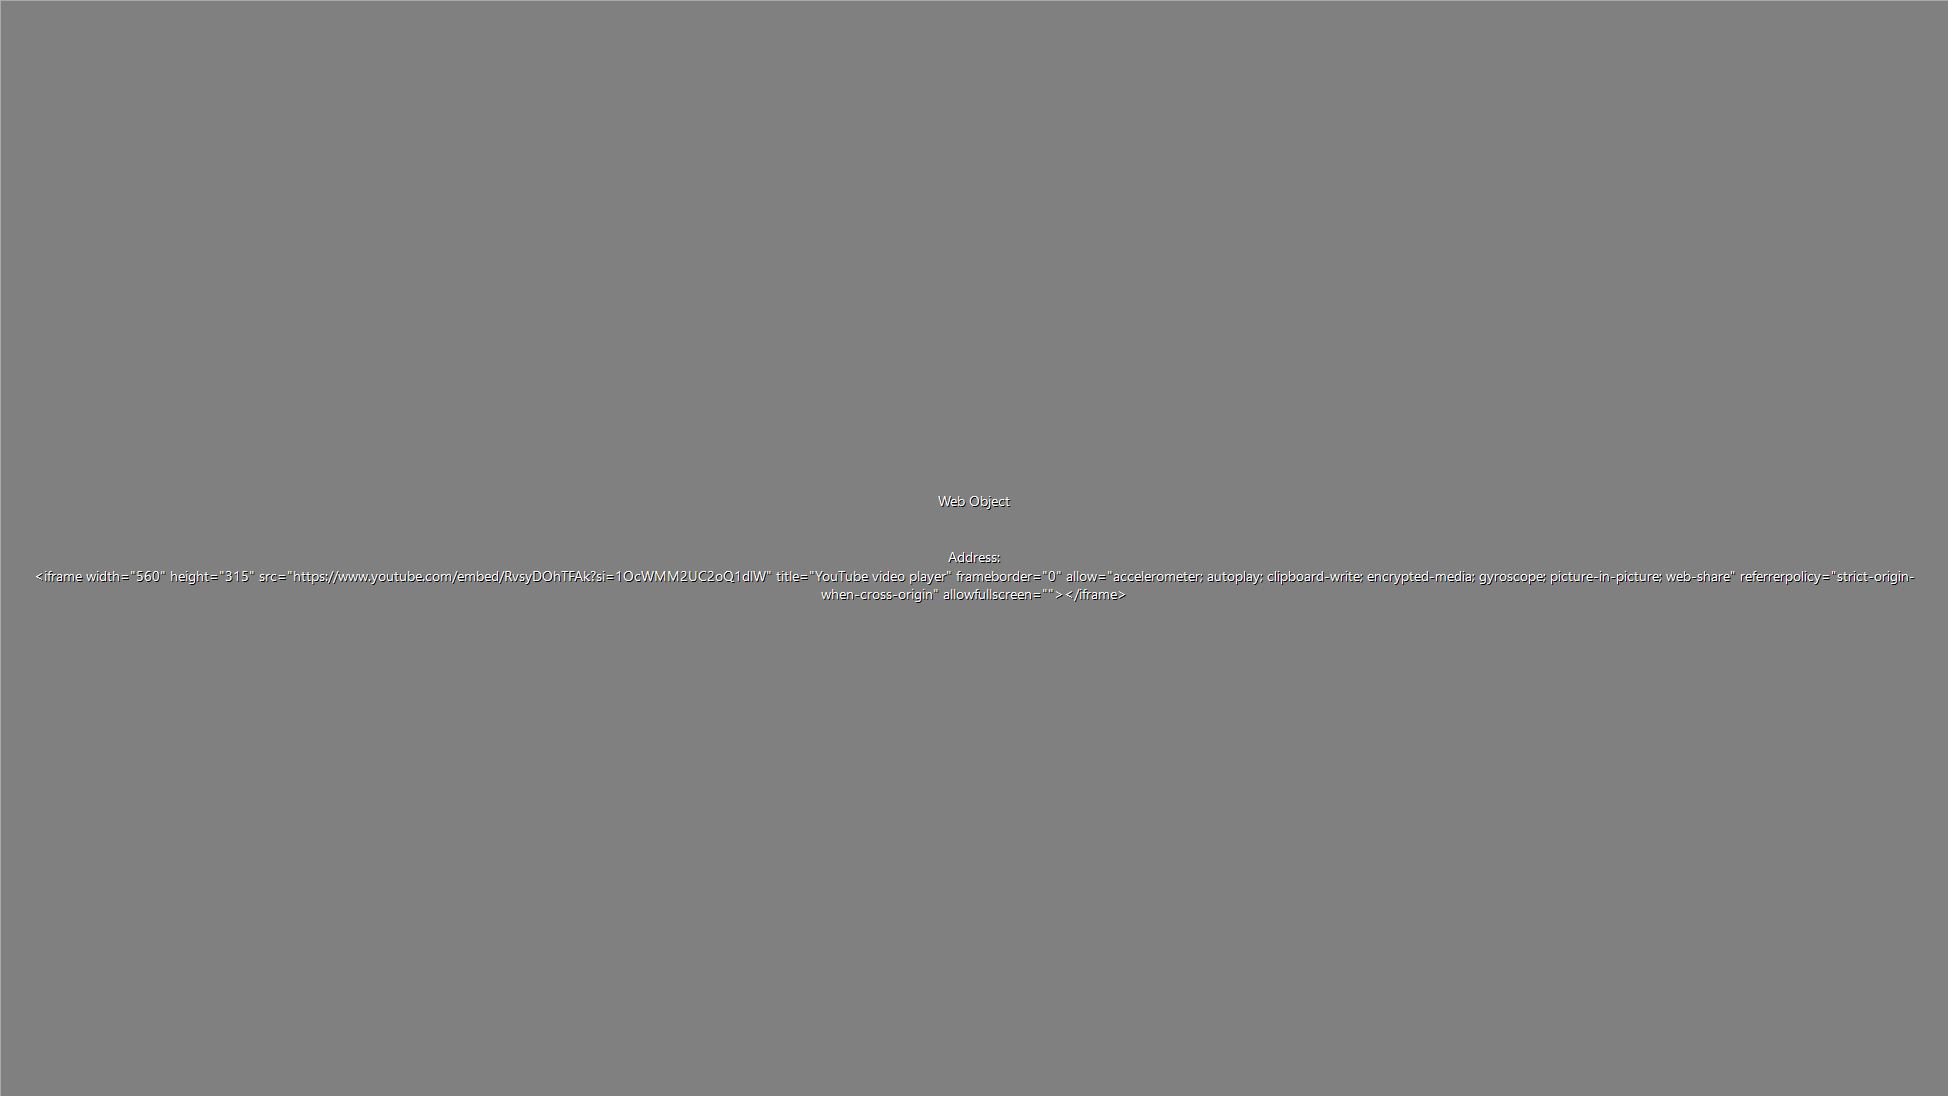 Web Object
Address:
<iframe width="560" height="315" src="https://www.youtube.com/embed/RvsyDOhTFAk?si=1OcWMM2UC2oQ1dlW" title="YouTube video player" frameborder="0" allow="accelerometer; autoplay; clipboard-write; encrypted-media; gyroscope; picture-in-picture; web-share" referrerpolicy="strict-origin-
when-cross-origin" allowfullscreen=""></iframe>